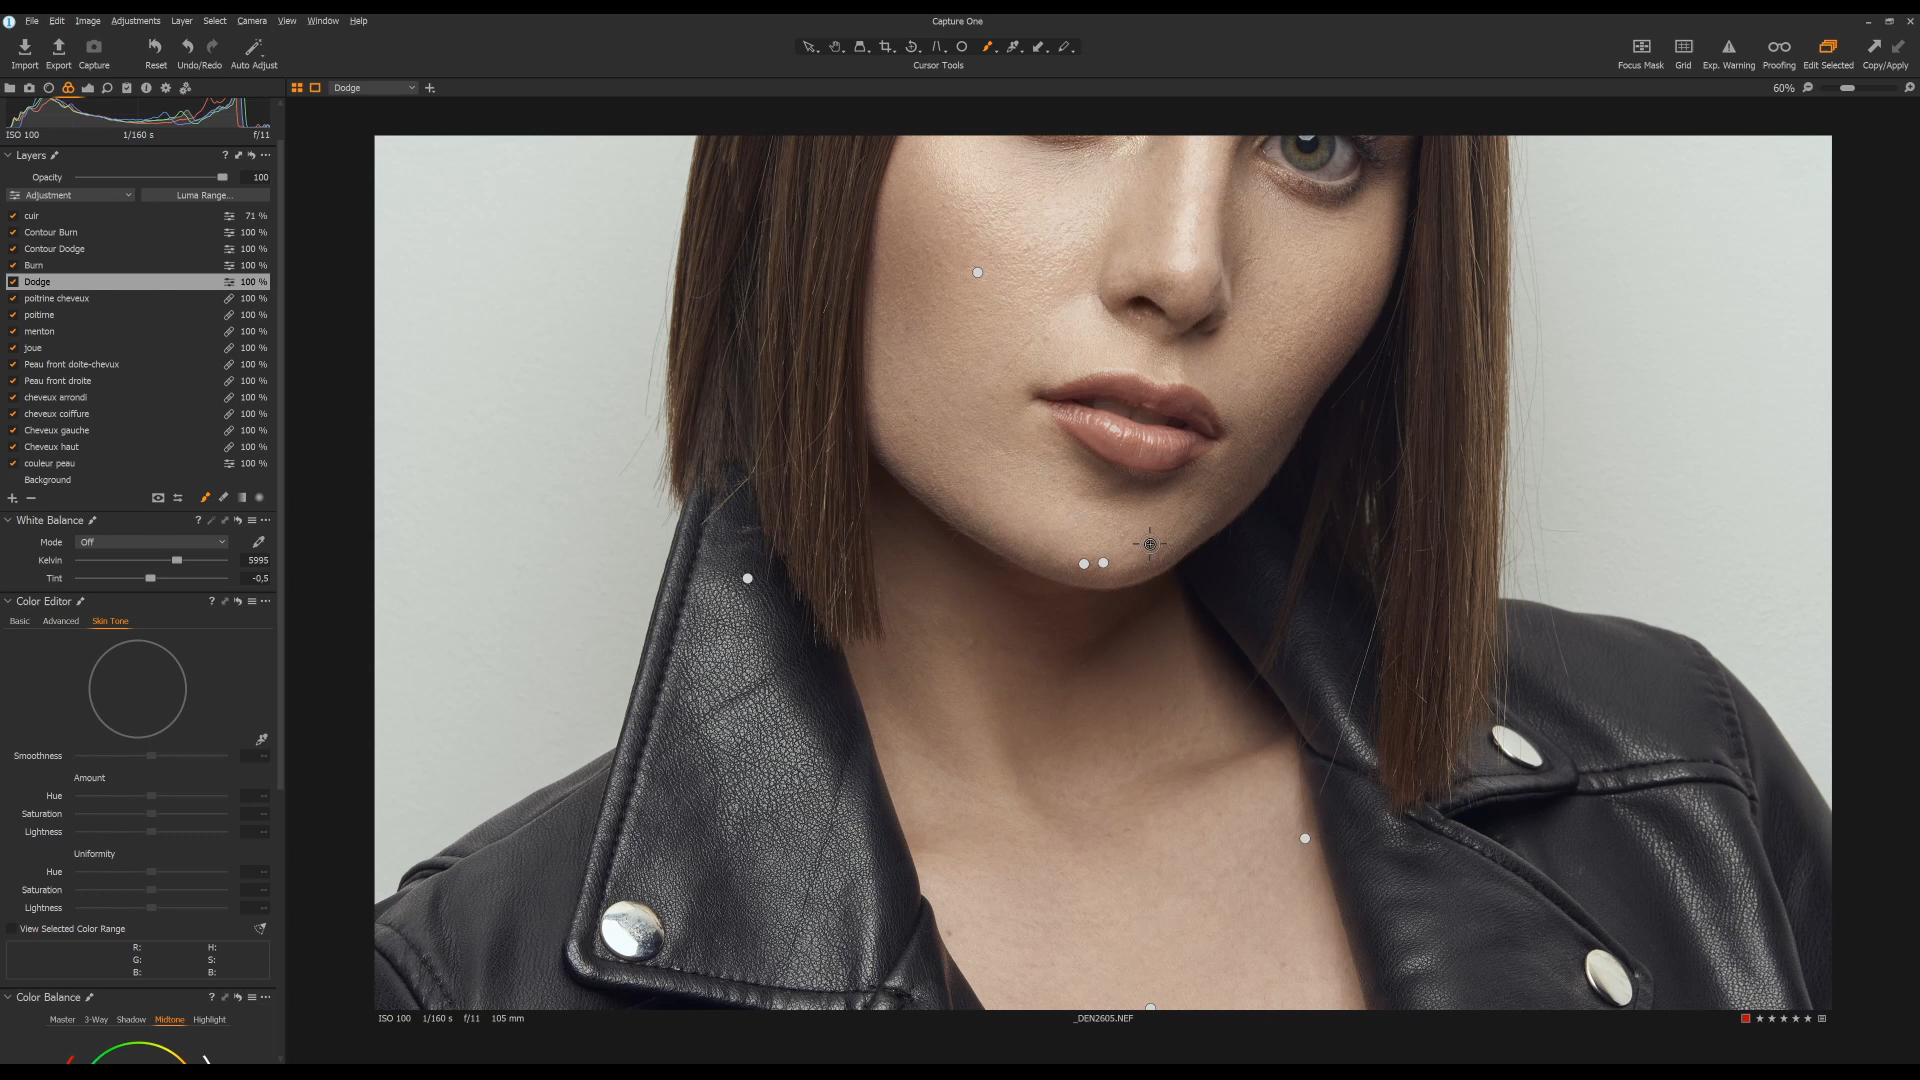 File Edit Image Adjustments Layer Select Camera View Window Help
Capture One
Import Export Capture Reset Undo/Redo Auto Adjust
Cursor Tools
Focus Mask Grid Exp. Warning Proofing Edit Selected Copy/Apply
Dodge
60%
ISO 100 1/160 s f/11
Layers ? ...
Opacity 100
Adjustment Luma Range...
cuir 71 %
Contour Burn 100 %
Contour Dodge 100 %
Burn 100 %
Dodge 100 %
poitrine cheveux 100 %
poitirne 100 %
menton 100 %
joue 100 %
Peau front doite-chevux 100 %
Peau front droite 100 %
cheveux arrondi 100 %
cheveux coiffure 100 %
Cheveux gauche 100 %
Cheveux haut 100 %
couleur peau 100 %
Background
White Balance ? ...
Mode Off
Kelvin 5995
Tint -0,5
Color Editor ? ...
Basic Advanced Skin Tone
Smoothness --
Amount
Hue --
Saturation --
Lightness --
Uniformity
Hue --
Saturation --
Lightness --
View Selected Color Range
R: H:
G: S:
B: B:
Color Balance ? ...
Master 3-Way Shadow Midtone Highlight
ISO 100 1/160 s f/11 105 mm
_DEN2605.NEF